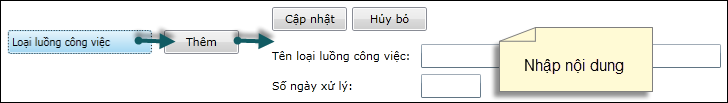 Cập nhật Hủy bỏ
Loại luồng công việc Thêm
Tên loại luồng công việc:
Nhập nội dung
Số ngày xử lý: